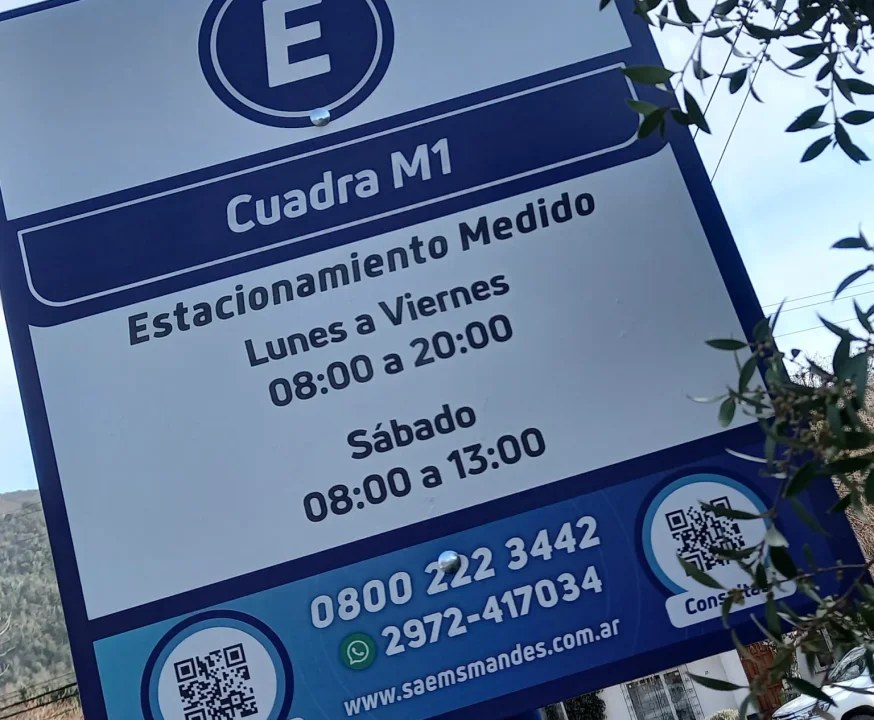 E
Cuadra M1
Estacionamiento Medido
Lunes a Viernes
08:00 a 20:00
Sábado
08:00 a 13:00
0800 222 3442
2972-417034
www.saemsmandes.com.ar